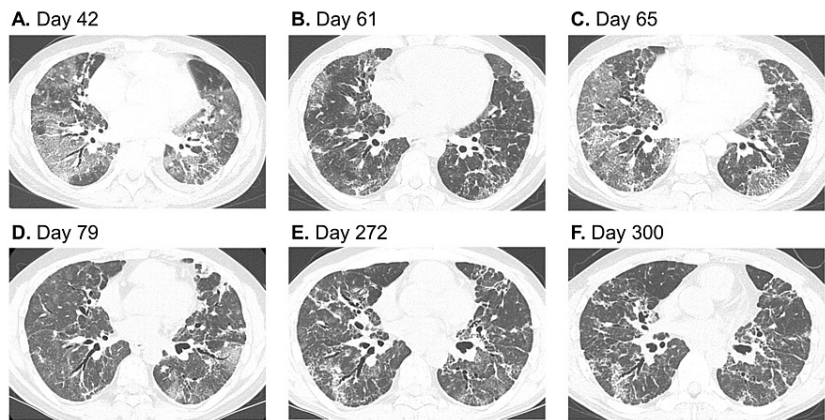 A. Day 42
B. Day 61
C. Day 65
D. Day 79
E. Day 272
F. Day 300